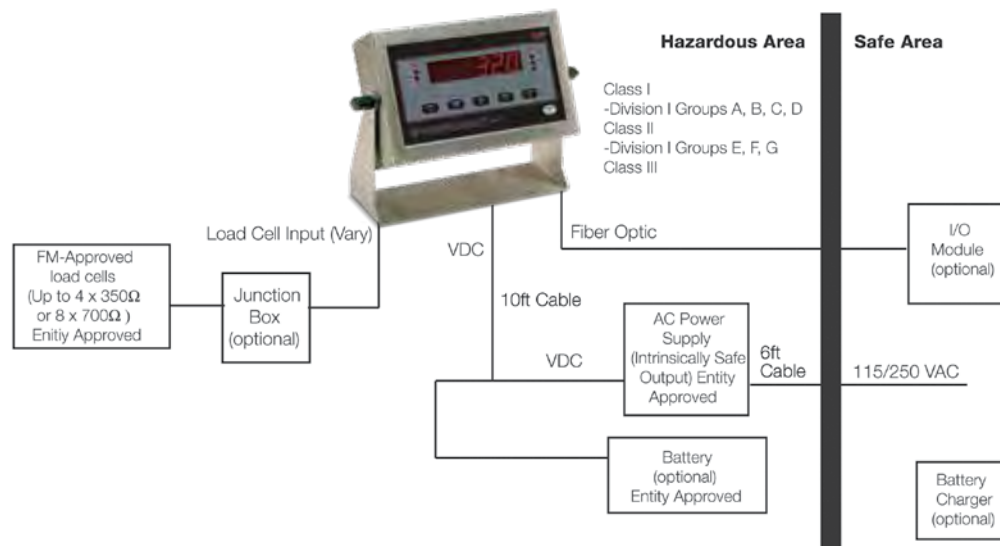 320
Hazardous Area
Safe Area
Class I
-Division I Groups A, B, C, D
Class II
-Division I Groups E, F, G
Class III
Load Cell Input (Vary)
VDC
Fiber Optic
I/O
Module
(optional)
FM-Approved
load cells
(Up to 4 x 350Ω
or 8 x 700Ω )
Enitiy Approved
Junction
Box
(optional)
10ft Cable
VDC
AC Power
Supply
(Intrinsically Safe
Output) Entity
Approved
6ft
Cable
115/250 VAC
Battery
(optional)
Entity Approved
Battery
Charger
(optional)